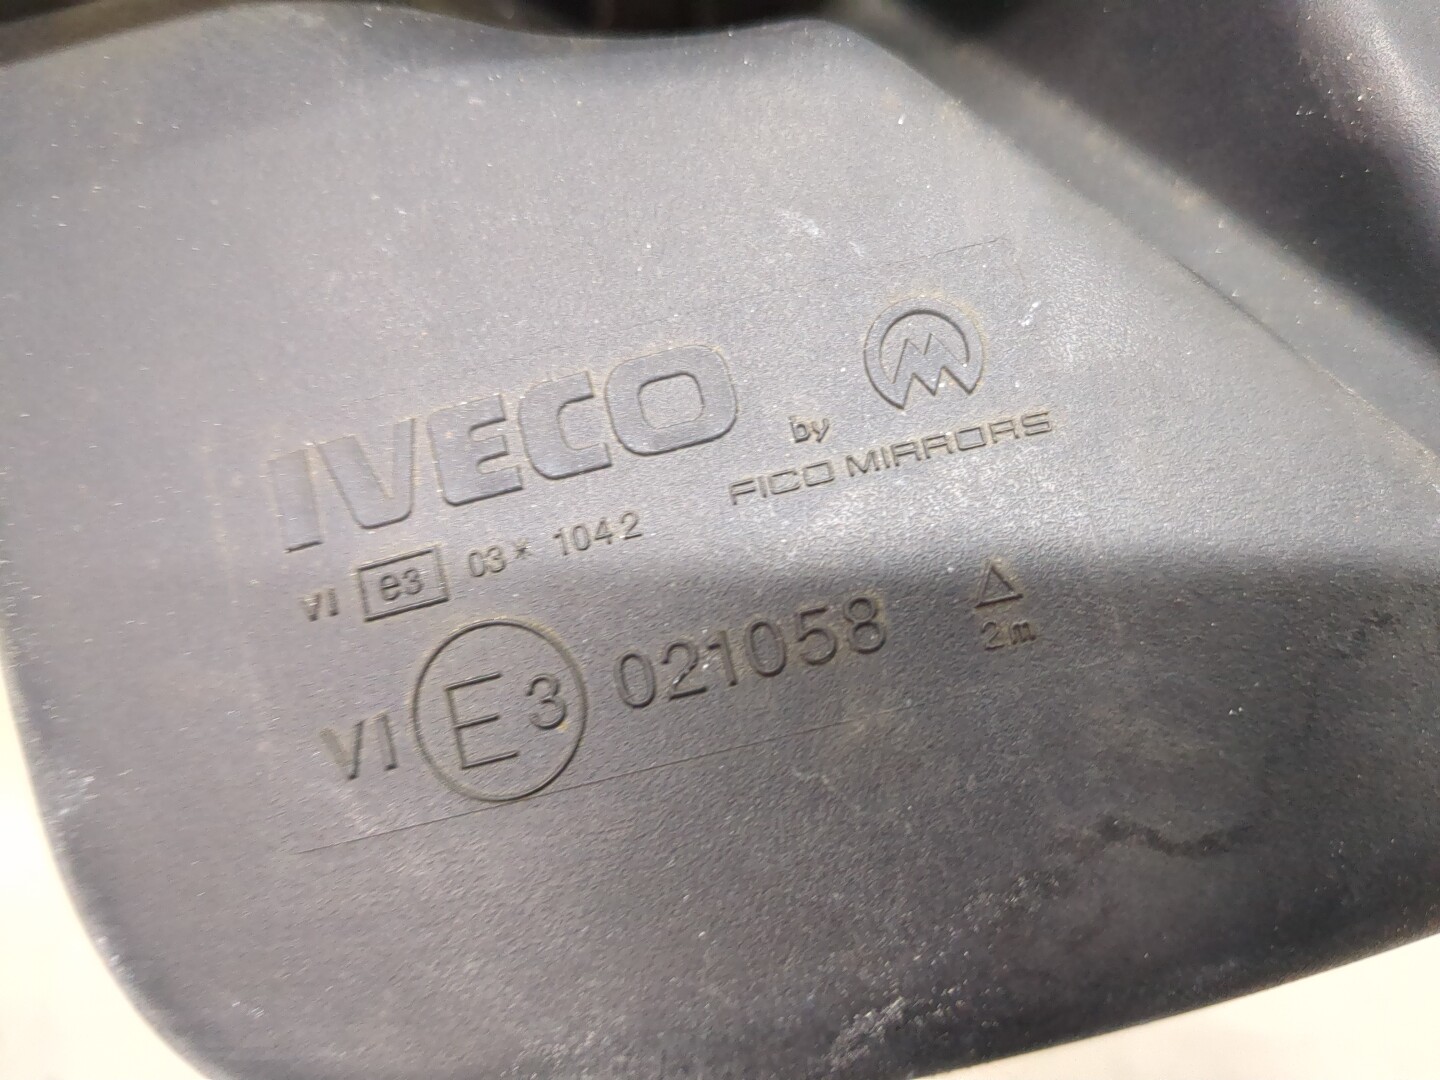 IVECO by
FICO MIRRORS
VI e3 03* 1042
VI E3 021058
2m